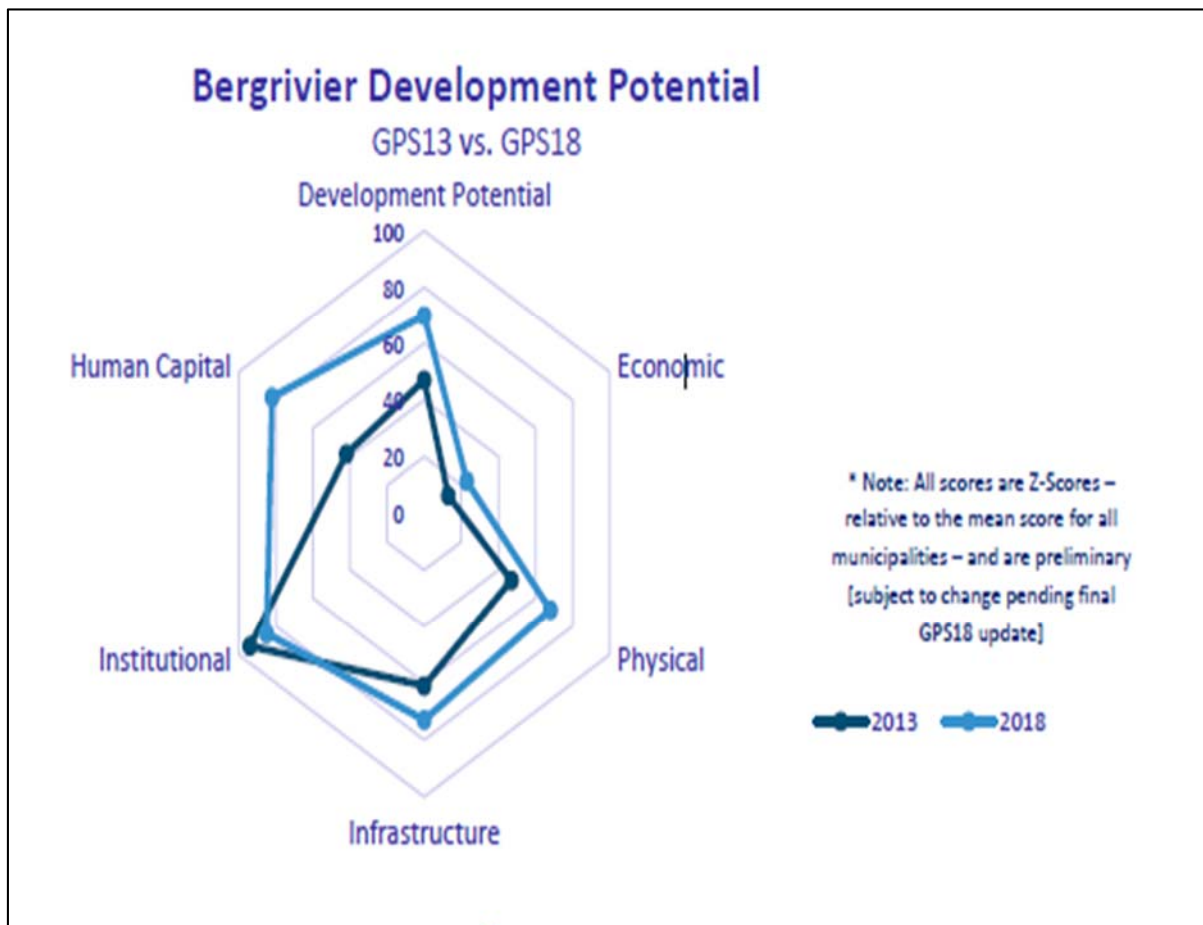 Bergrivier Development Potential
GPS13 vs. GPS18
Development Potential
100
80
60
40
20
0
Human Capital
Economic
Institutional
Physical
Infrastructure
* Note: All scores are Z-Scores –
relative to the mean score for all
municipalities – and are preliminary
[subject to change pending final
GPS18 update]
2013 2018